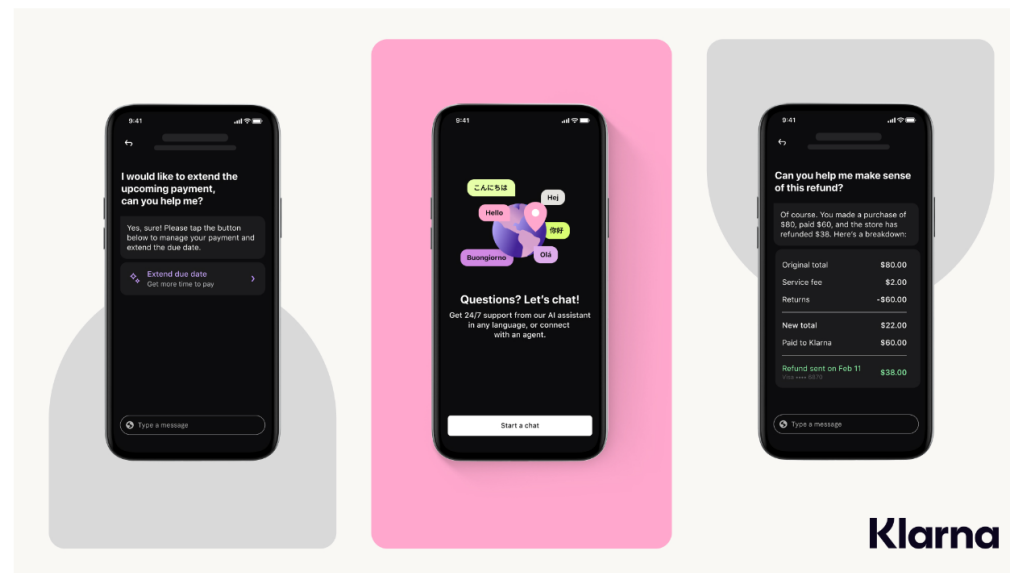 9:41
I would like to extend the
upcoming payment,
can you help me?
Yes, sure! Please tap the button
below to manage your payment and
extend the due date.
Extend due date
Get more time to pay
Type a message
9:41
こんにちは
Hej
Hello
你好
Buongiorno
Olá
Questions? Let's chat!
Get 24/7 support from our AI assistant
in any language, or connect
with an agent.
Start a chat
9:41
Can you help me make sense
of this refund?
Of course. You made a purchase of
$80, paid $60, and the store has
refunded $38. Here's a breakdown:
Original total $80.00
Service fee $2.00
Returns -$60.00
New total $22.00
Paid to Klarna $60.00
Refund sent on Feb 11 $38.00
Visa ••••
Type a message
Klarna